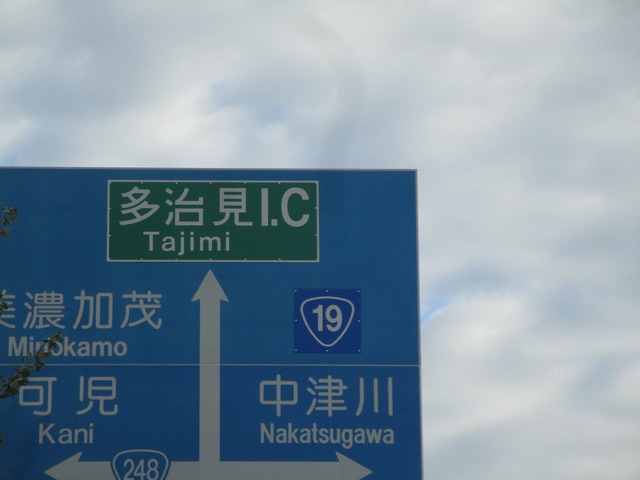 多治見I.C
Tajimi
美濃加茂
Minokamo
19
可児
Kani
中津川
Nakatsugawa
248